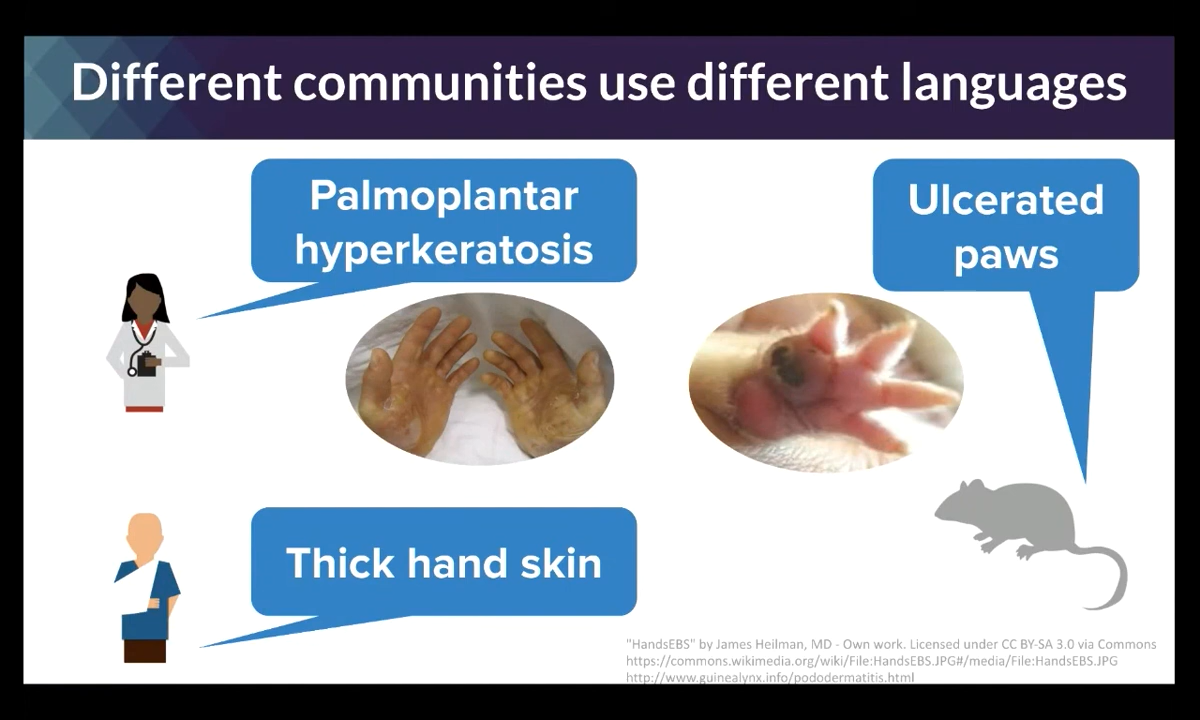 Different communities use different languages
Palmoplantar
hyperkeratosis
Ulcerated
paws
Thick hand skin
"HandsEBS" by James Heilman, MD - Own work. Licensed under CC BY-SA 3.0 via Commons
https://commons.wikimedia.org/wiki/File:HandsEBS.JPG#/media/File:HandsEBS.JPG
http://www.guinealynx.info/pododermatitis.html